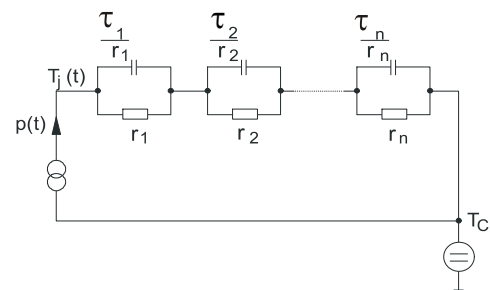 τ1 τ2 τn
r1 r2 rn
Tj (t)
p(t)
r1 r2 rn
TC